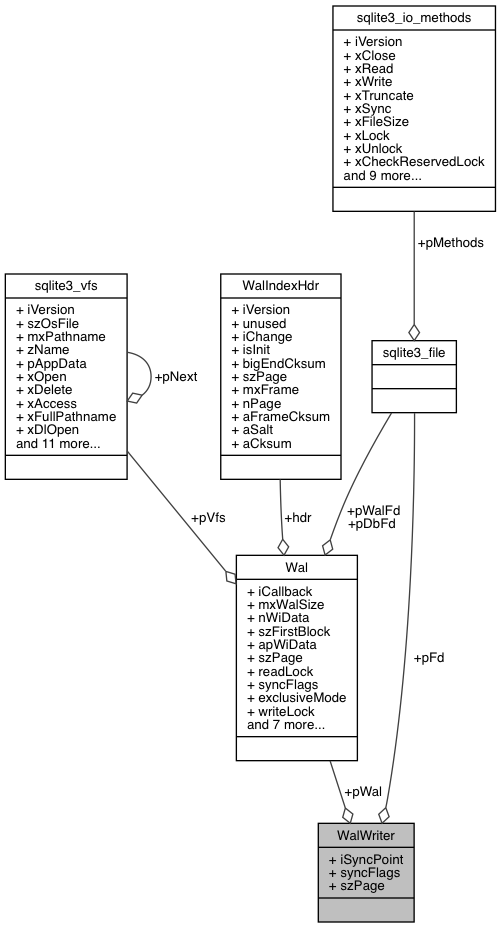 sqlite3_io_methods
+ iVersion
+ xClose
+ xRead
+ xWrite
+ xTruncate
+ xSync
+ xFileSize
+ xLock
+ xUnlock
+ xCheckReservedLock
and 9 more...
+pMethods
sqlite3_vfs
+ iVersion
+ szOsFile
+ mxPathname
+ zName
+ pAppData
+ xOpen
+ xDelete
+ xAccess
+ xFullPathname
+ xDlOpen
and 11 more...
+pNext
WalIndexHdr
+ iVersion
+ unused
+ iChange
+ isInit
+ bigEndCksum
+ szPage
+ mxFrame
+ nPage
+ aFrameCksum
+ aSalt
+ aCksum
sqlite3_file
+pVfs
+hdr
+pWalFd
+pDbFd
+pFd
Wal
+ iCallback
+ mxWalSize
+ nWiData
+ szFirstBlock
+ apWiData
+ szPage
+ readLock
+ syncFlags
+ exclusiveMode
+ writeLock
and 7 more...
+pWal
WalWriter
+ iSyncPoint
+ syncFlags
+ szPage